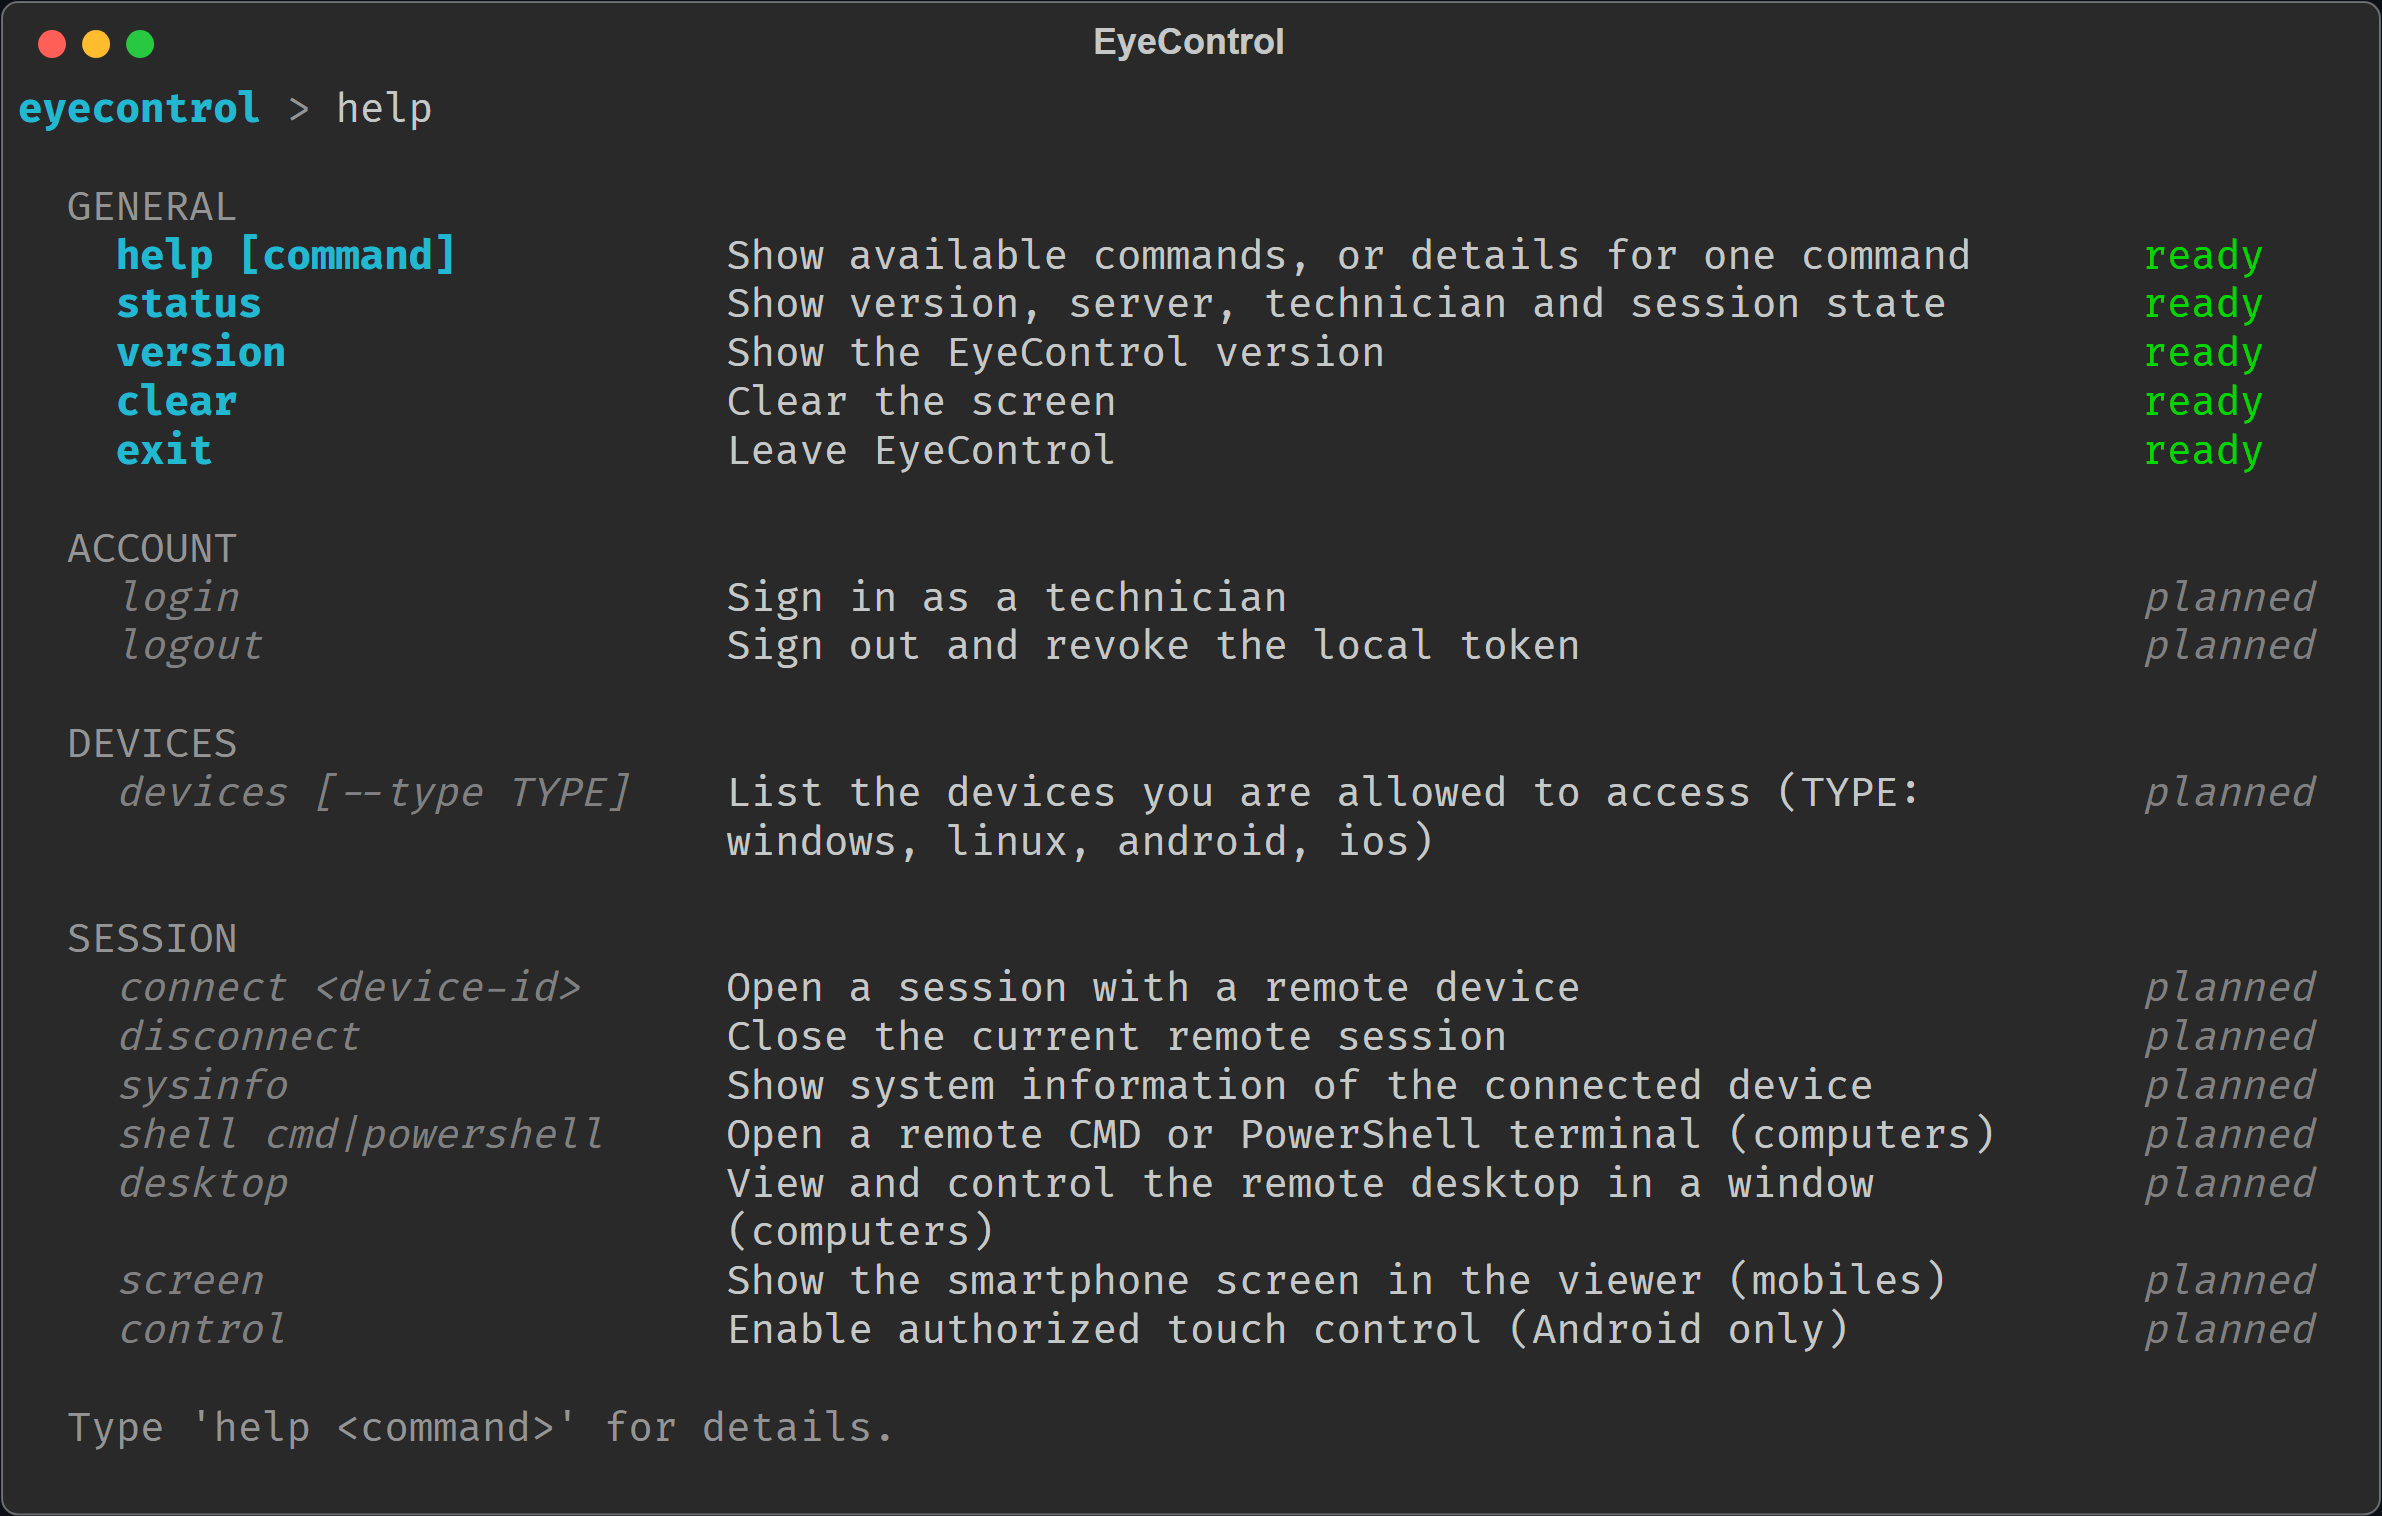 EyeControl
eyecontrol > help
GENERAL
help [command] Show available commands, or details for one command ready
status Show version, server, technician and session state ready
version Show the EyeControl version ready
clear Clear the screen ready
exit Leave EyeControl ready
ACCOUNT
login Sign in as a technician planned
logout Sign out and revoke the local token planned
DEVICES
devices [--type TYPE] List the devices you are allowed to access (TYPE: planned
windows, linux, android, ios)
SESSION
connect <device-id> Open a session with a remote device planned
disconnect Close the current remote session planned
sysinfo Show system information of the connected device planned
shell cmd|powershell Open a remote CMD or PowerShell terminal (computers) planned
desktop View and control the remote desktop in a window planned
(computers)
screen Show the smartphone screen in the viewer (mobiles) planned
control Enable authorized touch control (Android only) planned
Type 'help <command>' for details.